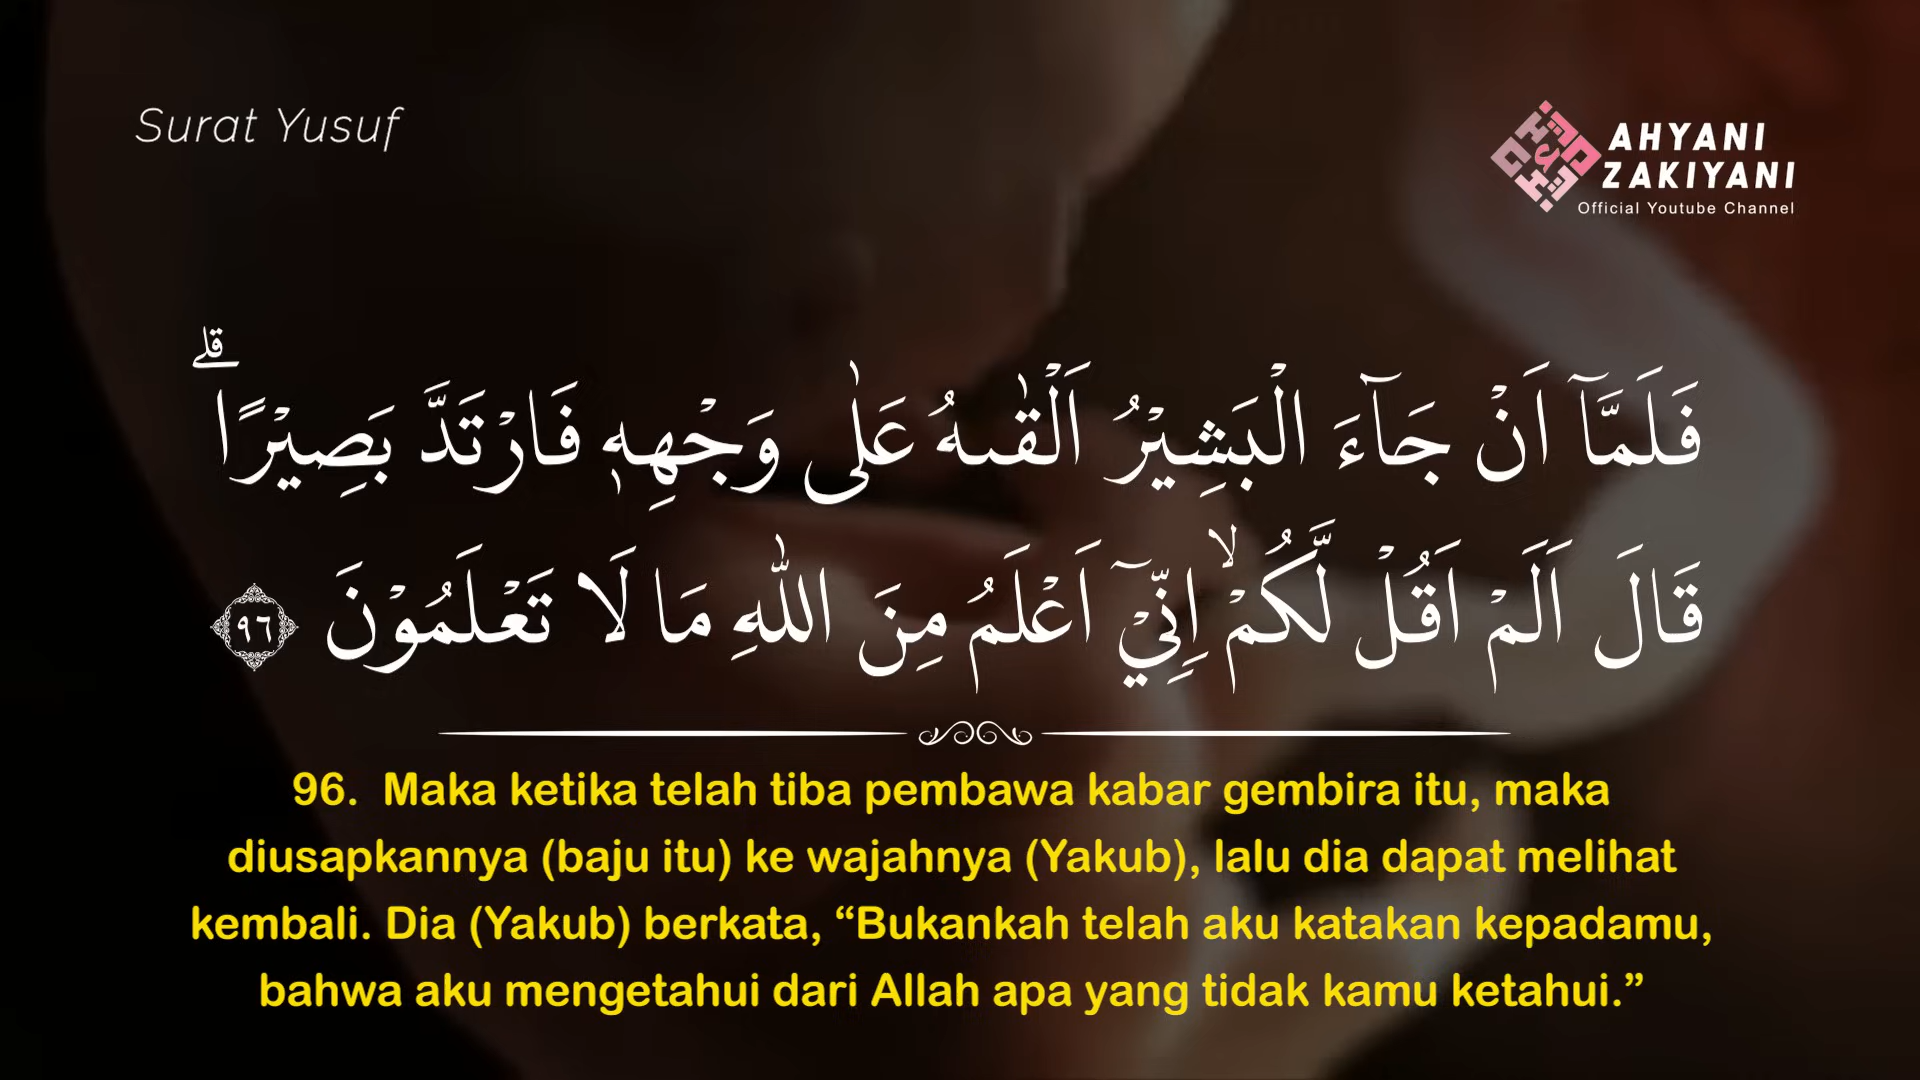 Surat Yusuf
AHYANI
ZAKIYANI
Official Youtube Channel
فَلَمَّآ اَنْ جَاۤءَ الْبَشِيْرُ اَلْقٰىهُ عَلٰى وَجْهِهٖ فَارْتَدَّ بَصِيْرًاۗ
قَالَ اَلَمْ اَقُلْ لَّكُمْۙ اِنِّيْٓ اَعْلَمُ مِنَ اللّٰهِ مَا لَا تَعْلَمُوْنَ ٩٦
96. Maka ketika telah tiba pembawa kabar gembira itu, maka
diusapkannya (baju itu) ke wajahnya (Yakub), lalu dia dapat melihat
kembali. Dia (Yakub) berkata, “Bukankah telah aku katakan kepadamu,
bahwa aku mengetahui dari Allah apa yang tidak kamu ketahui.”